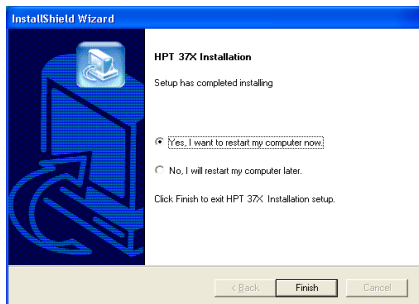 InstallShield Wizard
HPT 37X Installation
Setup has completed installing
Yes, I want to restart my computer now.
No, I will restart my computer later.
Click Finish to exit HPT 37X Installation setup.
< Back
Finish
Cancel